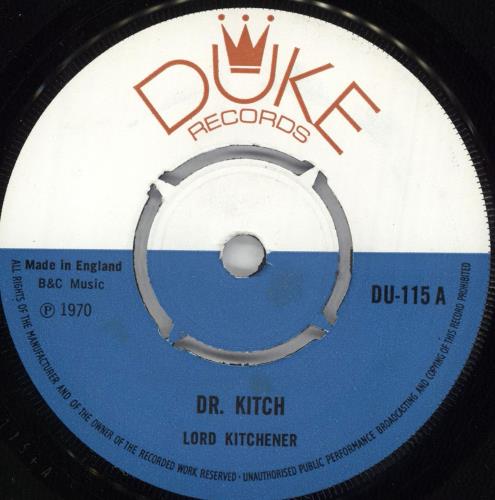 DUKE
RECORDS
Made in England
B&C Music
℗ 1970
DU-115 A
DR. KITCH
LORD KITCHENER
ALL RIGHTS OF THE MANUFACTURER AND OF THE OWNER OF THE RECORDED WORK RESERVED - UNAUTHORISED PUBLIC PERFORMANCE BROADCASTING AND COPYING OF THIS RECORD PROHIBITED